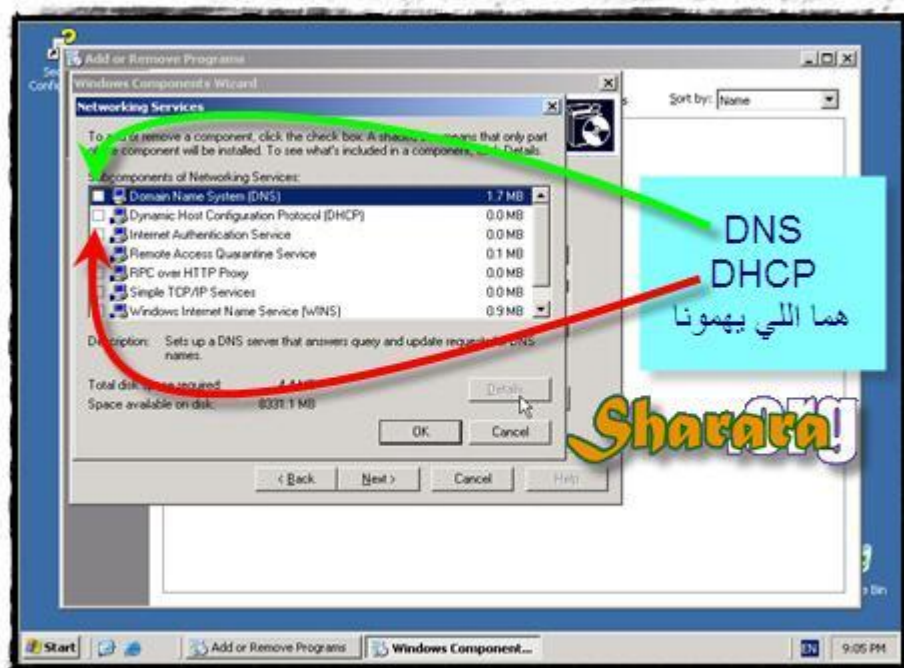 Add or Remove Programs
Sort by: Name
Windows Components Wizard
Networking Services
To add or remove a component, click the check box. A shaded box means that only part
of the component will be installed. To see what's included in a component, click Details.
Subcomponents of Networking Services:
Domain Name System (DNS) 1.7 MB
Dynamic Host Configuration Protocol (DHCP) 0.0 MB
Internet Authentication Service 0.0 MB
Remote Access Quarantine Service 0.1 MB
RPC over HTTP Proxy 0.0 MB
Simple TCP/IP Services 0.0 MB
Windows Internet Name Service (WINS) 0.9 MB
Description: Sets up a DNS server that answers query and update requests for DNS
names.
Total disk space required:
Space available on disk: 8331.1 MB
Details...
OK
Cancel
< Back
Next >
Cancel
Help
DNS
DHCP
هما اللي يهمونا
Sharara.org
Bin
Start
Add or Remove Programs
Windows Component...
EN
9:05 PM